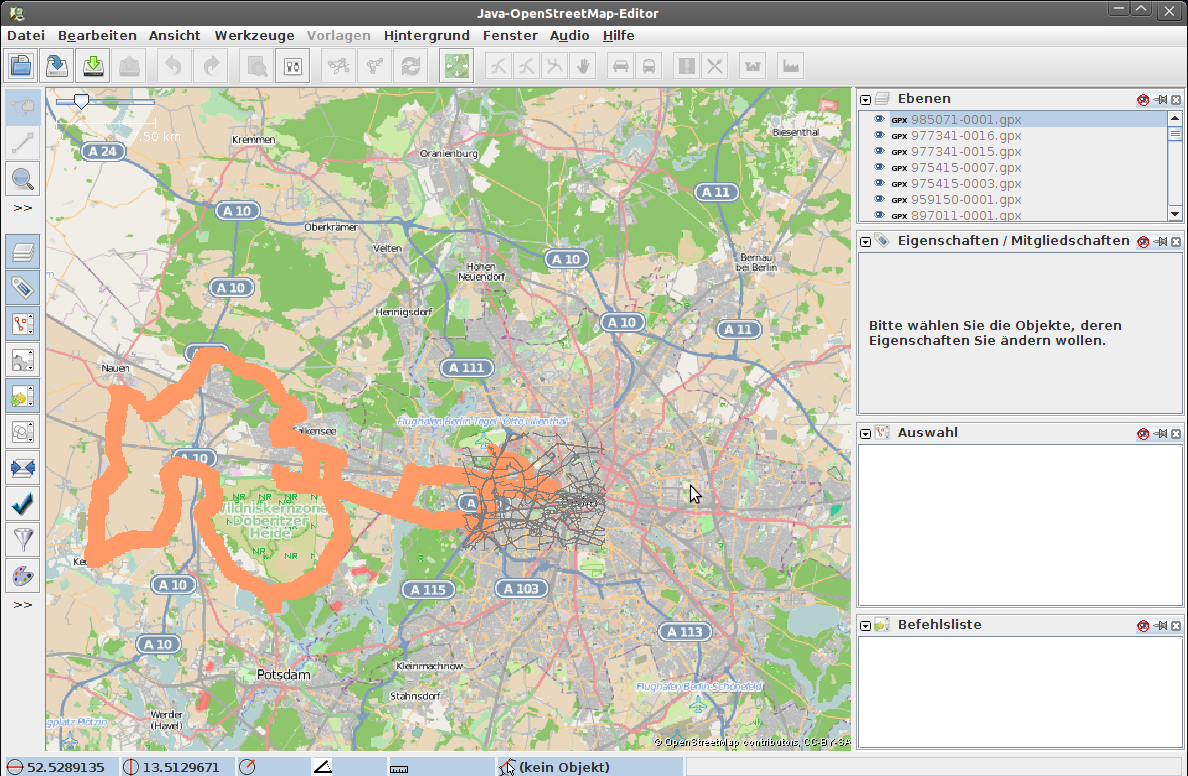 Java-OpenStreetMap-Editor
Datei Bearbeiten Ansicht Werkzeuge Vorlagen Hintergrund Fenster Audio Hilfe
7.50 km
Kremmen
Biesenthal
A 24
Oranienburg
A 11
A 10
Oberkrämer
Velten
A 10
Bernau
bei Berlin
Hohen
Neuendorf
A 10
Hennigsdorf
A 10
A 11
Nauen
A 111
Flughafen Berlin-Tegel "Otto Lilienthal"
Falkensee
A 10
Wildniskernzone
Döberitzer
Heide
NR NR NR NR
A 10
A 115
A 103
A 113
A 10
Kleinmachnow
Potsdam
Stahnsdorf
Flughafen Berlin-Schönefeld
Werder
(Havel)
© OpenStreetMap contributors, CC-BY-SA
>>
>>
Ebenen
GPX 985071-0001.gpx
GPX 977341-0016.gpx
GPX 977341-0015.gpx
GPX 975415-0007.gpx
GPX 975415-0003.gpx
GPX 959150-0001.gpx
GPX 897011-0001.gpx
Eigenschaften / Mitgliedschaften
Bitte wählen Sie die Objekte, deren
Eigenschaften Sie ändern wollen.
Auswahl
Befehlsliste
52.5289135 13.5129671 (kein Objekt)